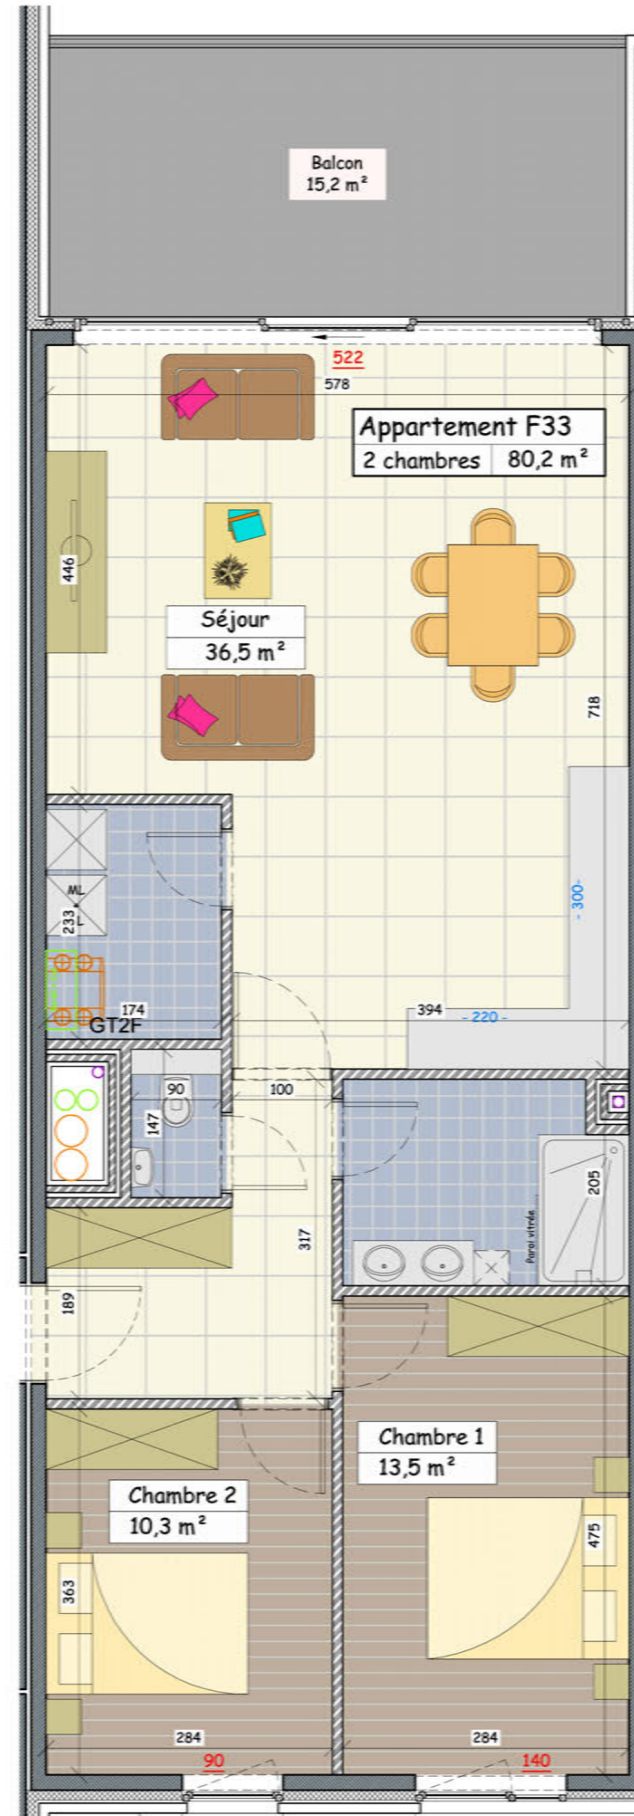 Balcon
15,2 m²
522
578
Appartement F33
2 chambres 80,2 m²
446
Séjour
36,5 m²
718
ML
L
233
- 300-
174
GT2F
394
- 220 -
90
100
147
205
Paroi vitrée
317
189
Chambre 1
13,5 m²
Chambre 2
10,3 m²
475
363
284
284
90
140